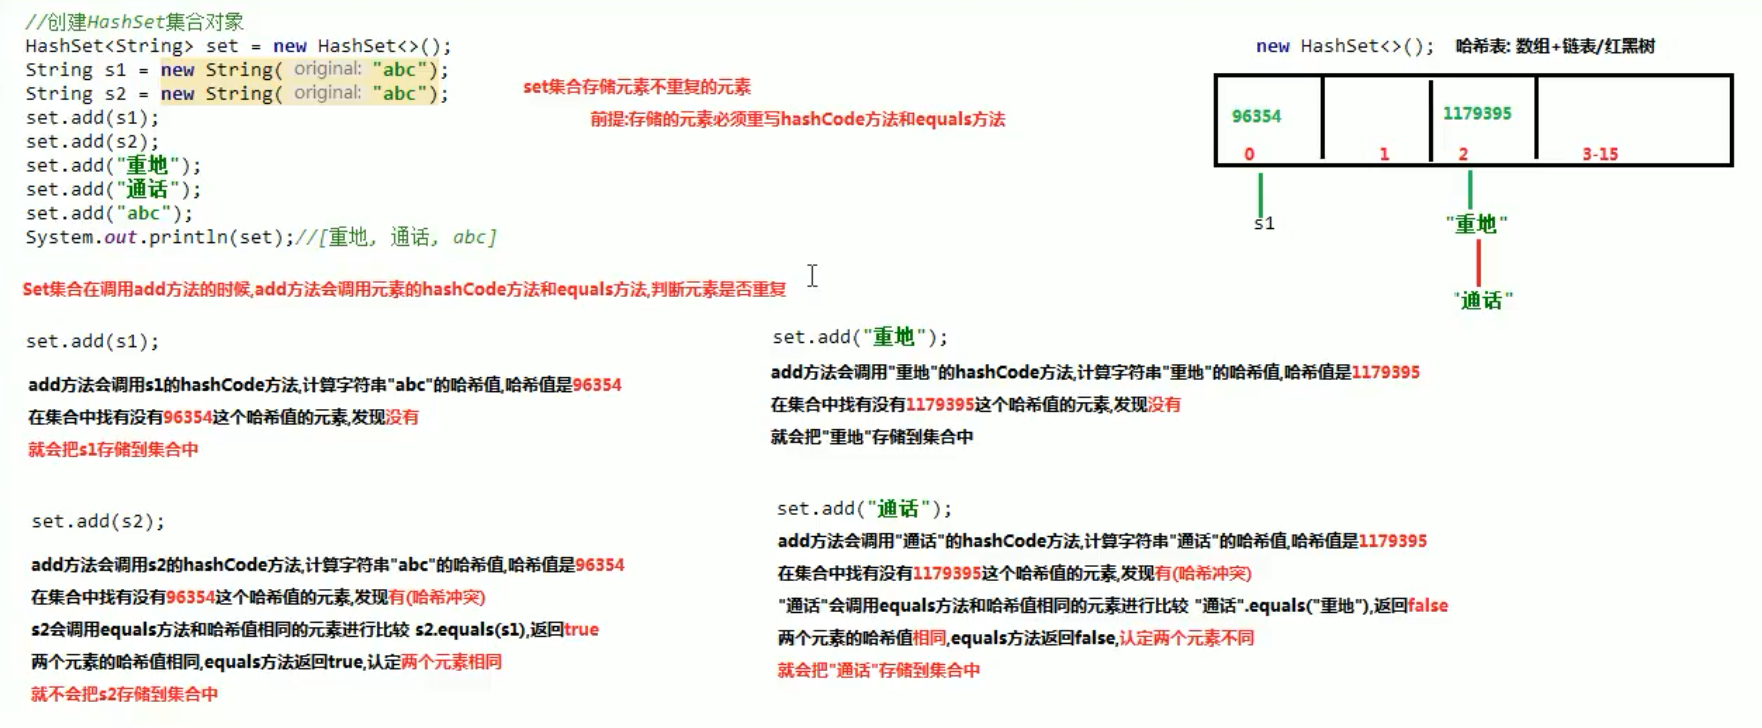 //创建HashSet集合对象
HashSet<String> set = new HashSet<>();
String s1 = new String( original: "abc");
String s2 = new String( original: "abc");
set.add(s1);
set.add(s2);
set.add("重地");
set.add("通话");
set.add("abc");
System.out.println(set);//[重地, 通话, abc]
set集合存储元素不重复的元素
前提:存储的元素必须重写hashCode方法和equals方法
new HashSet<>(); 哈希表: 数组+链表/红黑树
96354 1179395
0 1 2 3-15
s1 "重地"
"通话"
Set集合在调用add方法的时候,add方法会调用元素的hashCode方法和equals方法,判断元素是否重复
set.add(s1);
add方法会调用s1的hashCode方法,计算字符串"abc"的哈希值,哈希值是96354
在集合中找有没有96354这个哈希值的元素,发现没有
就会把s1存储到集合中
set.add(s2);
add方法会调用s2的hashCode方法,计算字符串"abc"的哈希值,哈希值是96354
在集合中找有没有96354这个哈希值的元素,发现有(哈希冲突)
s2会调用equals方法和哈希值相同的元素进行比较 s2.equals(s1),返回true
两个元素的哈希值相同,equals方法返回true,认定两个元素相同
就不会把s2存储到集合中
set.add("重地");
add方法会调用"重地"的hashCode方法,计算字符串"重地"的哈希值,哈希值是1179395
在集合中找有没有1179395这个哈希值的元素,发现没有
就会把"重地"存储到集合中
set.add("通话");
add方法会调用"通话"的hashCode方法,计算字符串"通话"的哈希值,哈希值是1179395
在集合中找有没有1179395这个哈希值的元素,发现有(哈希冲突)
"通话"会调用equals方法和哈希值相同的元素进行比较 "通话".equals("重地"),返回false
两个元素的哈希值相同,equals方法返回false,认定两个元素不同
就会把"通话"存储到集合中